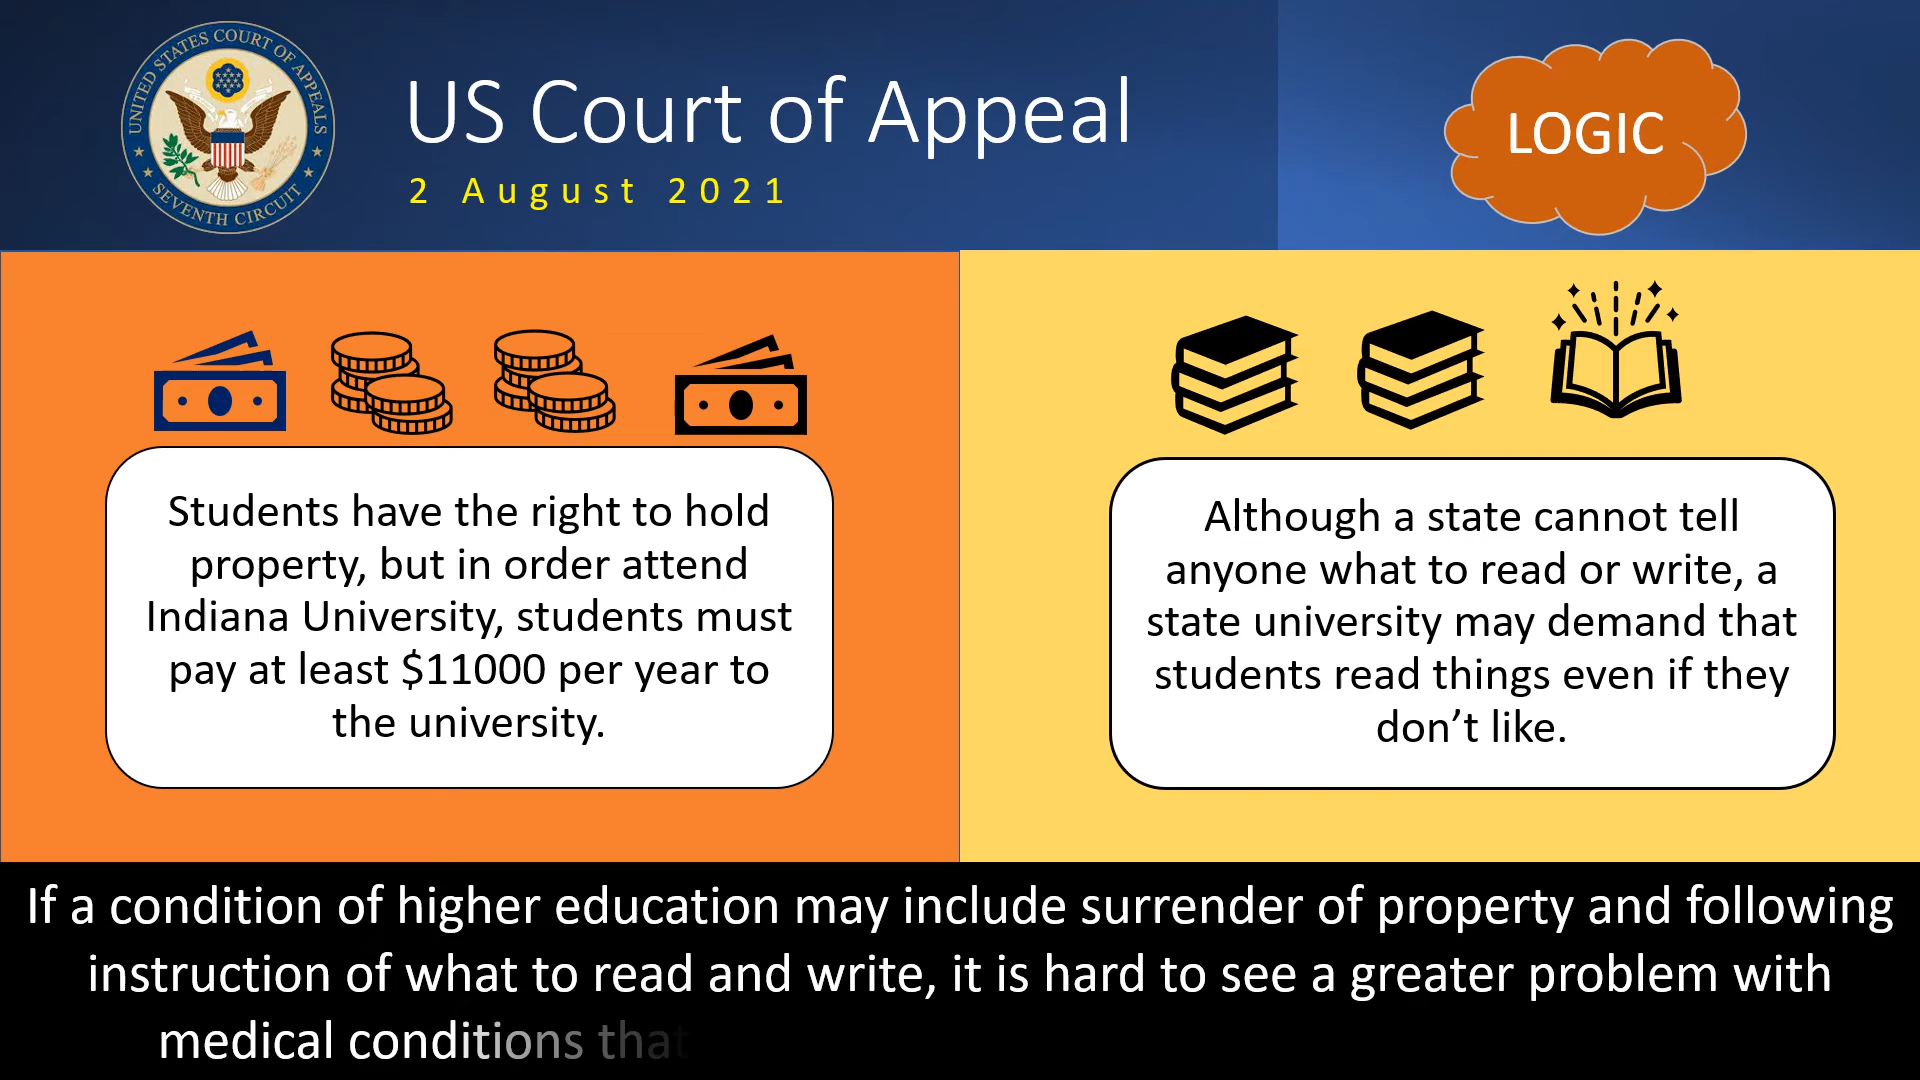 UNITED STATES COURT OF APPEALS
SEVENTH CIRCUIT
US Court of Appeal
2 August 2021
LOGIC
Students have the right to hold
property, but in order attend
Indiana University, students must
pay at least $11000 per year to
the university.
Although a state cannot tell
anyone what to read or write, a
state university may demand that
students read things even if they
don’t like.
If a condition of higher education may include surrender of property and following
instruction of what to read and write, it is hard to see a greater problem with
medical conditions that